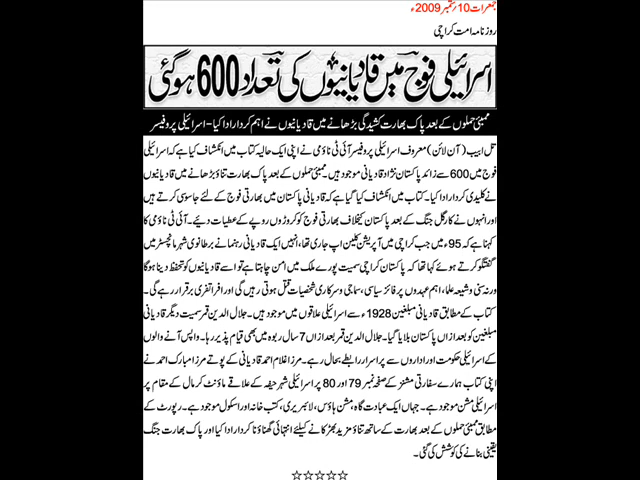 جمعرات 10 ستمبر 2009ء
روزنامہ امت کراچی
اسرائیلی فوج میں قادیانیوں کی تعداد 600 ہو گئی
ممبئی حملوں کے بعد پاک بھارت کشیدگی بڑھانے میں قادیانیوں نے اہم کردار ادا کیا - اسرائیلی پروفیسر
تل ابیب (آن لائن) معروف اسرائیلی پروفیسر آئی ٹی ناؤمی نے اپنی ایک حالیہ کتاب میں انکشاف کیا ہے کہ اسرائیلی
فوج میں 600 سے زائد پاکستان نژاد قادیانی موجود ہیں۔ ممبئی حملوں کے بعد پاک بھارت تناؤ بڑھانے میں قادیانیوں
نے کلیدی کردار ادا کیا۔ کتاب میں انکشاف کیا گیا ہے کہ قادیانی پاکستان میں بھارتی فوج کے لئے جاسوسی کرتے ہیں
اور انہوں نے کارگل جنگ کے بعد پاکستان کیخلاف بھارتی فوج کو کروڑوں روپے کے عطیات دیئے۔ آئی ٹی ناؤمی کا
کہنا ہے کہ 95ء میں جب کراچی میں آپریشن کلین اپ جاری تھا، انہیں ایک قادیانی رہنما نے برطانوی شہر مانچسٹر میں
گفتگو کرتے ہوئے کہا تھا کہ پاکستان کراچی سمیت پورے ملک میں امن چاہتا ہے تو اسے قادیانیوں کو تحفظ دینا ہوگا
ورنہ سنی و شیعہ علما، اہم عہدوں پر فائز سیاسی، سماجی و سرکاری شخصیات قتل ہوتی رہیں گی اور افراتفری برقرار رہے گی۔
کتاب کے مطابق قادیانی مبلغین 1928ء سے اسرائیلی علاقوں میں موجود ہیں۔ جلال الدین قمر سمیت دیگر قادیانی
مبلغین کو بعد ازاں پاکستان بلایا گیا۔ جلال الدین قمر بعد ازاں 7 سال ربوہ میں بھی قیام پذیر رہا۔ واپس آنے والوں
کے اسرائیلی حکومت اور اداروں سے پراسرار رابطے بحال رہے۔ مرزا غلام احمد قادیانی کے پوتے مرزا مبارک احمد نے
اپنی کتاب ہمارے سفارتی مشنز کے صفحہ نمبر 79 اور 80 پر اسرائیلی شہر حیفہ کے علاقے ماؤنٹ کرمال کے مقام پر
اسرائیلی مشن موجود ہے۔ جہاں ایک عبادت گاہ، مشن ہاؤس، لائبریری، کتب خانہ اور اسکول موجود ہے۔ رپورٹ کے
مطابق ممبئی حملوں کے بعد بھارت کے ساتھ تناؤ مزید بھڑکانے کیلئے انتہائی گھناؤنا کردار ادا کیا اور پاک بھارت جنگ
یقینی بنانے کی کوشش کی گئی۔
☆☆☆☆☆